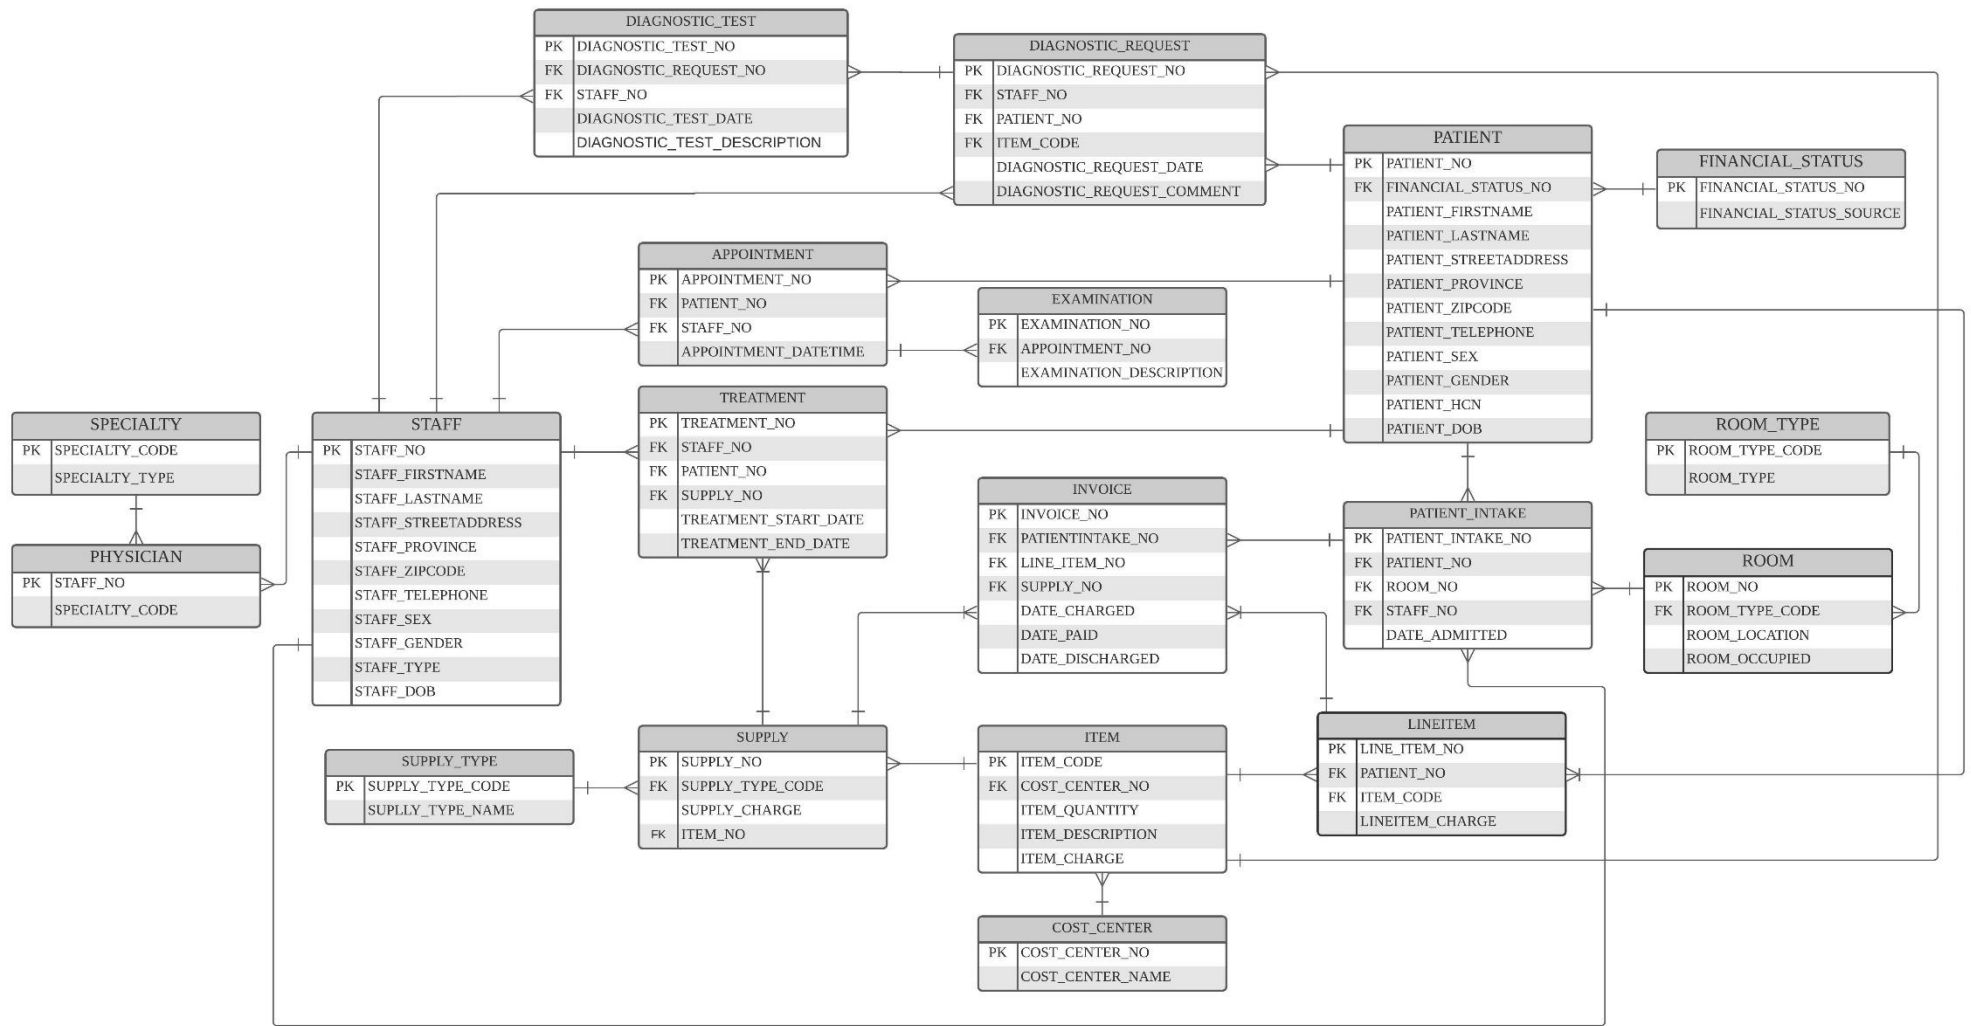 DIAGNOSTIC_TEST
PK DIAGNOSTIC_TEST_NO
FK DIAGNOSTIC_REQUEST_NO
FK STAFF_NO
DIAGNOSTIC_TEST_DATE
DIAGNOSTIC_TEST_DESCRIPTION
DIAGNOSTIC_REQUEST
PK DIAGNOSTIC_REQUEST_NO
FK STAFF_NO
FK PATIENT_NO
FK ITEM_CODE
DIAGNOSTIC_REQUEST_DATE
DIAGNOSTIC_REQUEST_COMMENT
PATIENT
PK PATIENT_NO
FK FINANCIAL_STATUS_NO
PATIENT_FIRSTNAME
PATIENT_LASTNAME
PATIENT_STREETADDRESS
PATIENT_PROVINCE
PATIENT_ZIPCODE
PATIENT_TELEPHONE
PATIENT_SEX
PATIENT_GENDER
PATIENT_HCN
PATIENT_DOB
FINANCIAL_STATUS
PK FINANCIAL_STATUS_NO
FINANCIAL_STATUS_SOURCE
APPOINTMENT
PK APPOINTMENT_NO
FK PATIENT_NO
FK STAFF_NO
APPOINTMENT_DATETIME
EXAMINATION
PK EXAMINATION_NO
FK APPOINTMENT_NO
EXAMINATION_DESCRIPTION
SPECIALTY
PK SPECIALTY_CODE
SPECIALTY_TYPE
PHYSICIAN
PK STAFF_NO
SPECIALTY_CODE
STAFF
PK STAFF_NO
STAFF_FIRSTNAME
STAFF_LASTNAME
STAFF_STREETADDRESS
STAFF_PROVINCE
STAFF_ZIPCODE
STAFF_TELEPHONE
STAFF_SEX
STAFF_GENDER
STAFF_TYPE
STAFF_DOB
TREATMENT
PK TREATMENT_NO
FK STAFF_NO
FK PATIENT_NO
FK SUPPLY_NO
TREATMENT_START_DATE
TREATMENT_END_DATE
INVOICE
PK INVOICE_NO
FK PATIENTINTAKE_NO
FK LINE_ITEM_NO
FK SUPPLY_NO
DATE_CHARGED
DATE_PAID
DATE_DISCHARGED
PATIENT_INTAKE
PK PATIENT_INTAKE_NO
FK PATIENT_NO
FK ROOM_NO
FK STAFF_NO
DATE_ADMITTED
ROOM_TYPE
PK ROOM_TYPE_CODE
ROOM_TYPE
ROOM
PK ROOM_NO
FK ROOM_TYPE_CODE
ROOM_LOCATION
ROOM_OCCUPIED
SUPPLY_TYPE
PK SUPPLY_TYPE_CODE
SUPLLY_TYPE_NAME
SUPPLY
PK SUPPLY_NO
FK SUPPLY_TYPE_CODE
SUPPLY_CHARGE
FK ITEM_NO
ITEM
PK ITEM_CODE
FK COST_CENTER_NO
ITEM_QUANTITY
ITEM_DESCRIPTION
ITEM_CHARGE
LINEITEM
PK LINE_ITEM_NO
FK PATIENT_NO
FK ITEM_CODE
LINEITEM_CHARGE
COST_CENTER
PK COST_CENTER_NO
COST_CENTER_NAME